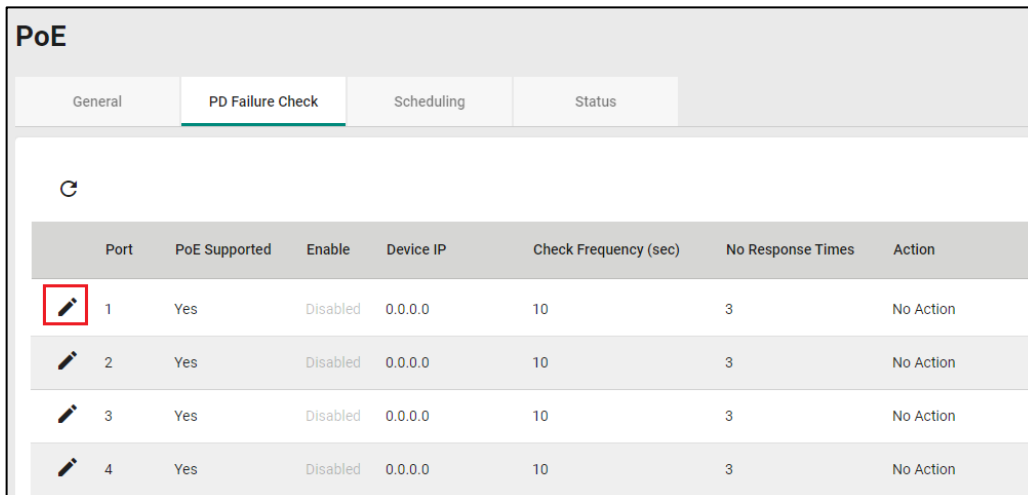 PoE
General PD Failure Check Scheduling Status
Port PoE Supported Enable Device IP Check Frequency (sec) No Response Times Action
1 Yes Disabled 0.0.0.0 10 3 No Action
2 Yes Disabled 0.0.0.0 10 3 No Action
3 Yes Disabled 0.0.0.0 10 3 No Action
4 Yes Disabled 0.0.0.0 10 3 No Action